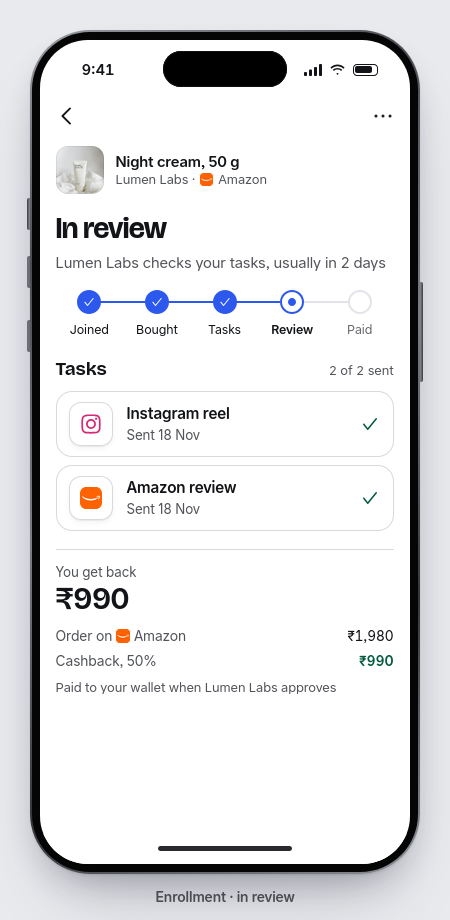 9:41
Night cream, 50 g
Lumen Labs · Amazon
In review
Lumen Labs checks your tasks, usually in 2 days
Joined Bought Tasks Review Paid
Tasks 2 of 2 sent
Instagram reel
Sent 18 Nov
Amazon review
Sent 18 Nov
You get back
₹990
Order on Amazon ₹1,980
Cashback, 50% ₹990
Paid to your wallet when Lumen Labs approves
Enrollment · in review